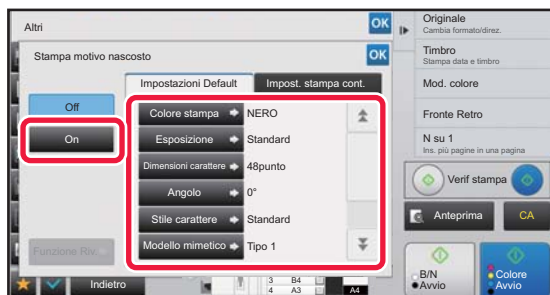 Altri
OK
Stampa motivo nascosto
OK
Impostazioni Default
Impost. stampa cont.
Off
On
Colore stampa
NERO
Esposizione
Standard
Dimensioni carattere
48punto
Angolo
0°
Stile carattere
Standard
Modello mimetico
Tipo 1
Funzione Riv.
Indietro
3 B4
4 A3
A4
Originale
Cambia formato/direz.
Timbro
Stampa data e timbro
Mod. colore
Fronte Retro
N su 1
Ins. più pagine in una pagina
Verif stampa
Anteprima
CA
B/N
Avvio
Colore
Avvio